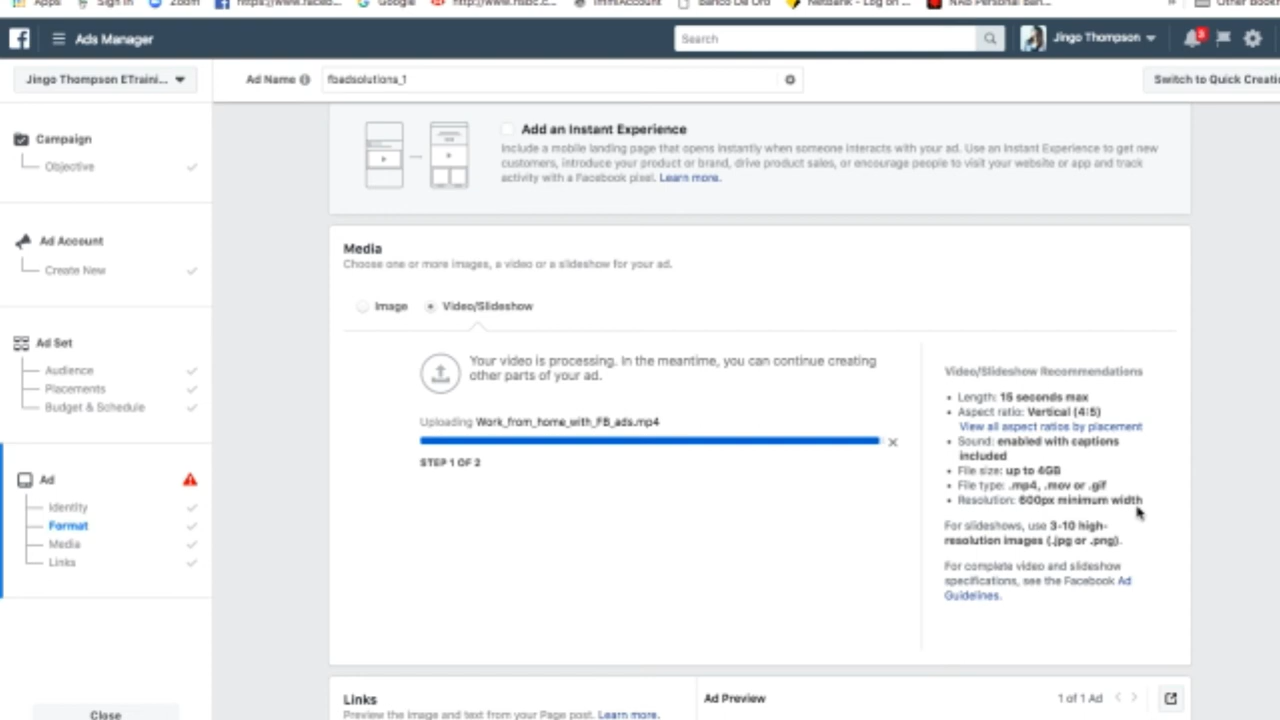 Apps Sign In Zoom https://www.faceb... Google ImmiAccount Banco De Oro NetBank - Log on ... NAB Personal Ban... »
Ads Manager Search Jingo Thompson
Jingo Thompson ETraini... Ad Name fbadsolutions_1 Switch to Quick Creati
Campaign
Objective
Ad Account
Create New
Ad Set
Audience
Placements
Budget & Schedule
Ad
Identity
Format
Media
Links
Close
Add an Instant Experience
Include a mobile landing page that opens instantly when someone interacts with your ad. Use an Instant Experience to get new
customers, introduce your product or brand, drive product sales, or encourage people to visit your website or app and track
activity with a Facebook pixel. Learn more.
Media
Choose one or more images, a video or a slideshow for your ad.
Image Video/Slideshow
Your video is processing. In the meantime, you can continue creating
other parts of your ad.
Uploading Work_from_home_with_FB_ads.mp4
STEP 1 OF 2
Video/Slideshow Recommendations
• Length: 15 seconds max
• Aspect ratio: Vertical (4:5)
View all aspect ratios by placement
• Sound: enabled with captions
included
• File size: up to 4GB
• File type: .mp4, .mov or .gif
• Resolution: 600px minimum width
For slideshows, use 3-10 high-
resolution images (.jpg or .png).
For complete video and slideshow
specifications, see the Facebook Ad
Guidelines.
Links
Preview the image and text from your Page post. Learn more.
Ad Preview 1 of 1 Ad